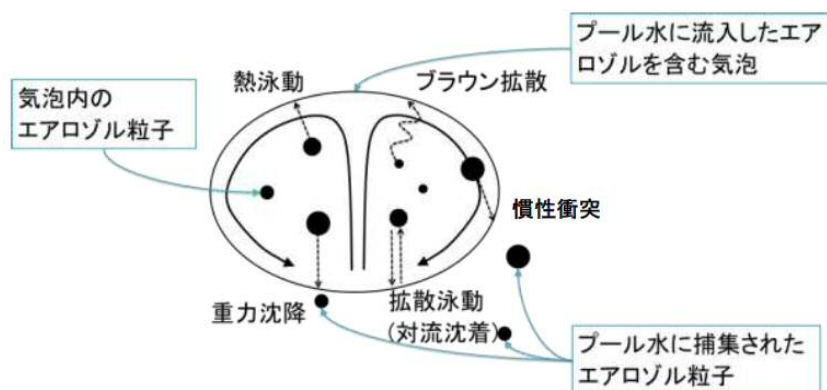 プール水に流入したエア
ロゾルを含む気泡
熱泳動
ブラウン拡散
気泡内の
エアロゾル粒子
慣性衝突
重力沈降
拡散泳動
(対流沈着)
プール水に捕集された
エアロゾル粒子